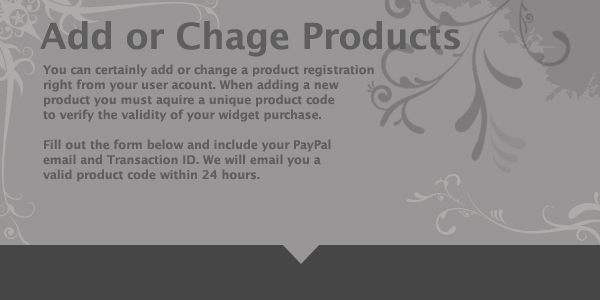 Add or Chage Products
You can certainly add or change a product registration
right from your user acount. When adding a new
product you must aquire a unique product code
to verify the validity of your widget purchase.
Fill out the form below and include your PayPal
email and Transaction ID. We will email you a
valid product code within 24 hours.